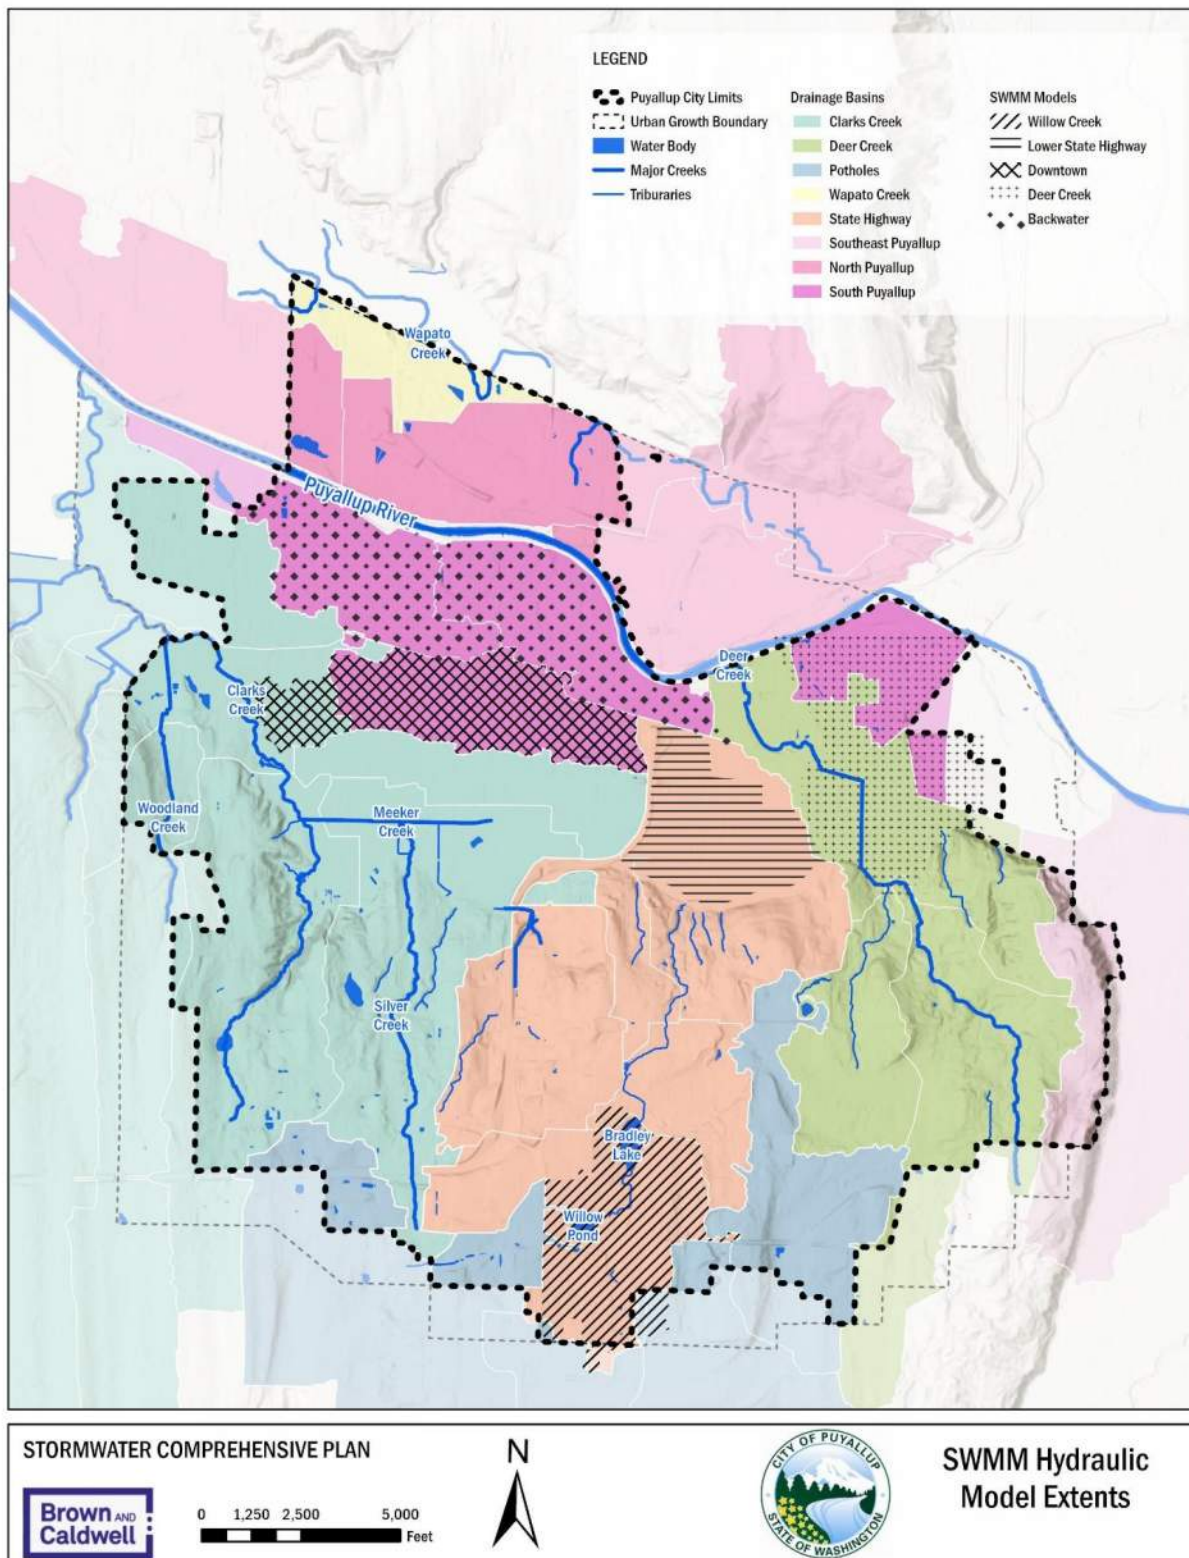 LEGEND
Puyallup City Limits
Urban Growth Boundary
Water Body
Major Creeks
Triburaries
Drainage Basins
Clarks Creek
Deer Creek
Potholes
Wapato Creek
State Highway
Southeast Puyallup
North Puyallup
South Puyallup
SWMM Models
Willow Creek
Lower State Highway
Downtown
Deer Creek
Backwater
Wapato
Creek
Puyallup River
Deer
Creek
Clarks
Creek
Woodland
Creek
Meeker
Creek
Silver
Creek
Bradley
Lake
Willow
Pond
STORMWATER COMPREHENSIVE PLAN
Brown AND
Caldwell
0 1,250 2,500 5,000
Feet
N
CITY OF PUYALLUP
STATE OF WASHINGTON
SWMM Hydraulic
Model Extents